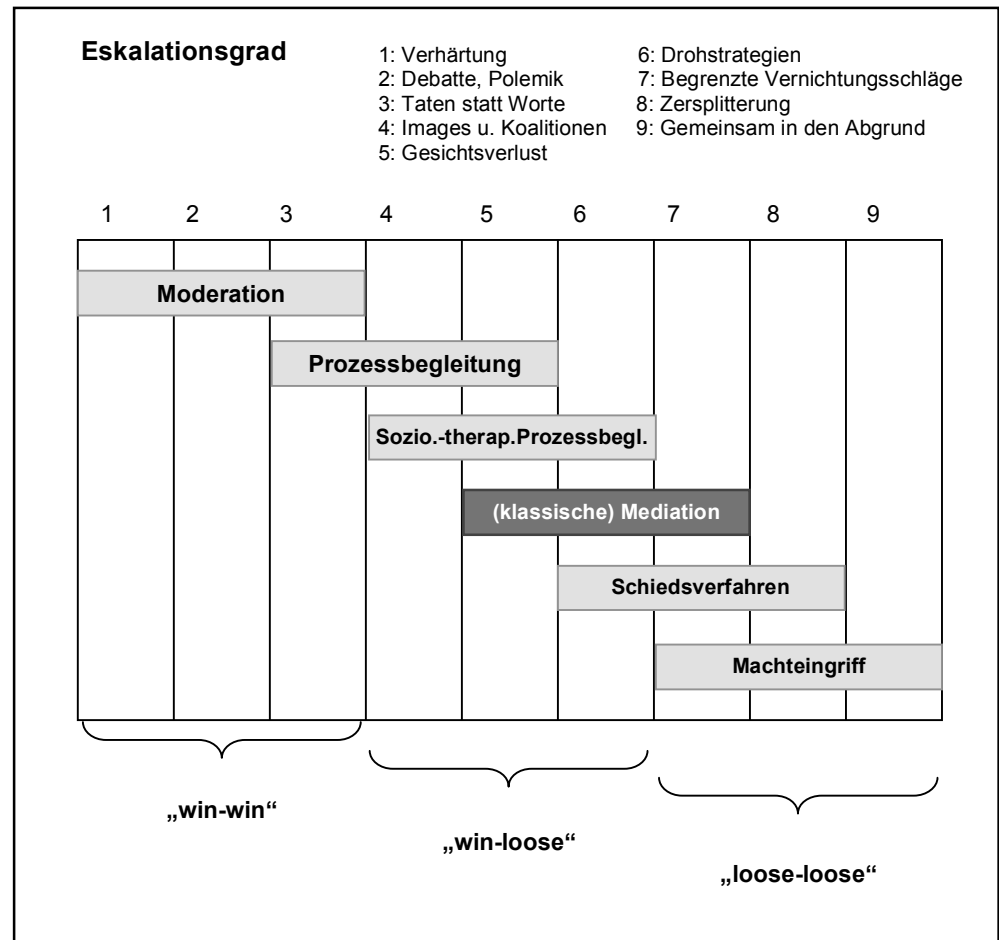 Eskalationsgrad
1: Verhärtung
2: Debatte, Polemik
3: Taten statt Worte
4: Images u. Koalitionen
5: Gesichtsverlust
6: Drohstrategien
7: Begrenzte Vernichtungsschläge
8: Zersplitterung
9: Gemeinsam in den Abgrund
1 2 3 4 5 6 7 8 9
Moderation
Prozessbegleitung
Sozio.-therap.Prozessbegl.
(klassische) Mediation
Schiedsverfahren
Machteingriff
„win-win“
„win-loose“
„loose-loose“